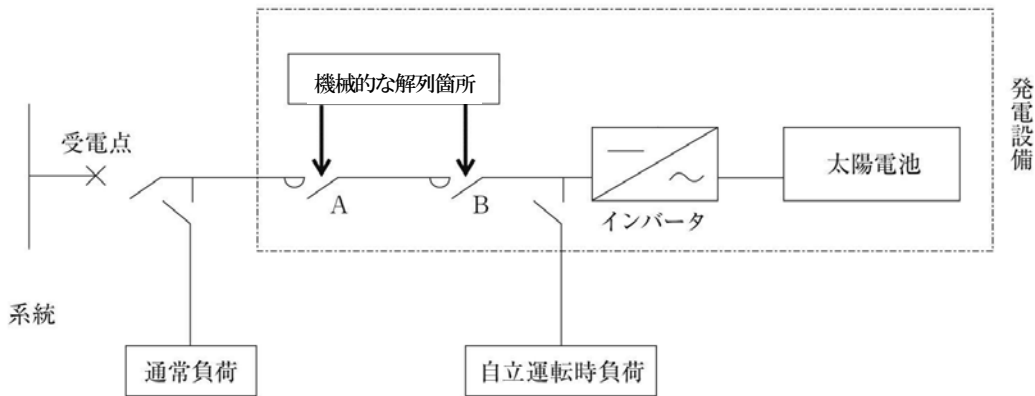 機械的な解列箇所
受電点
A
B
インバータ
太陽電池
発電設備
系統
通常負荷
自立運転時負荷